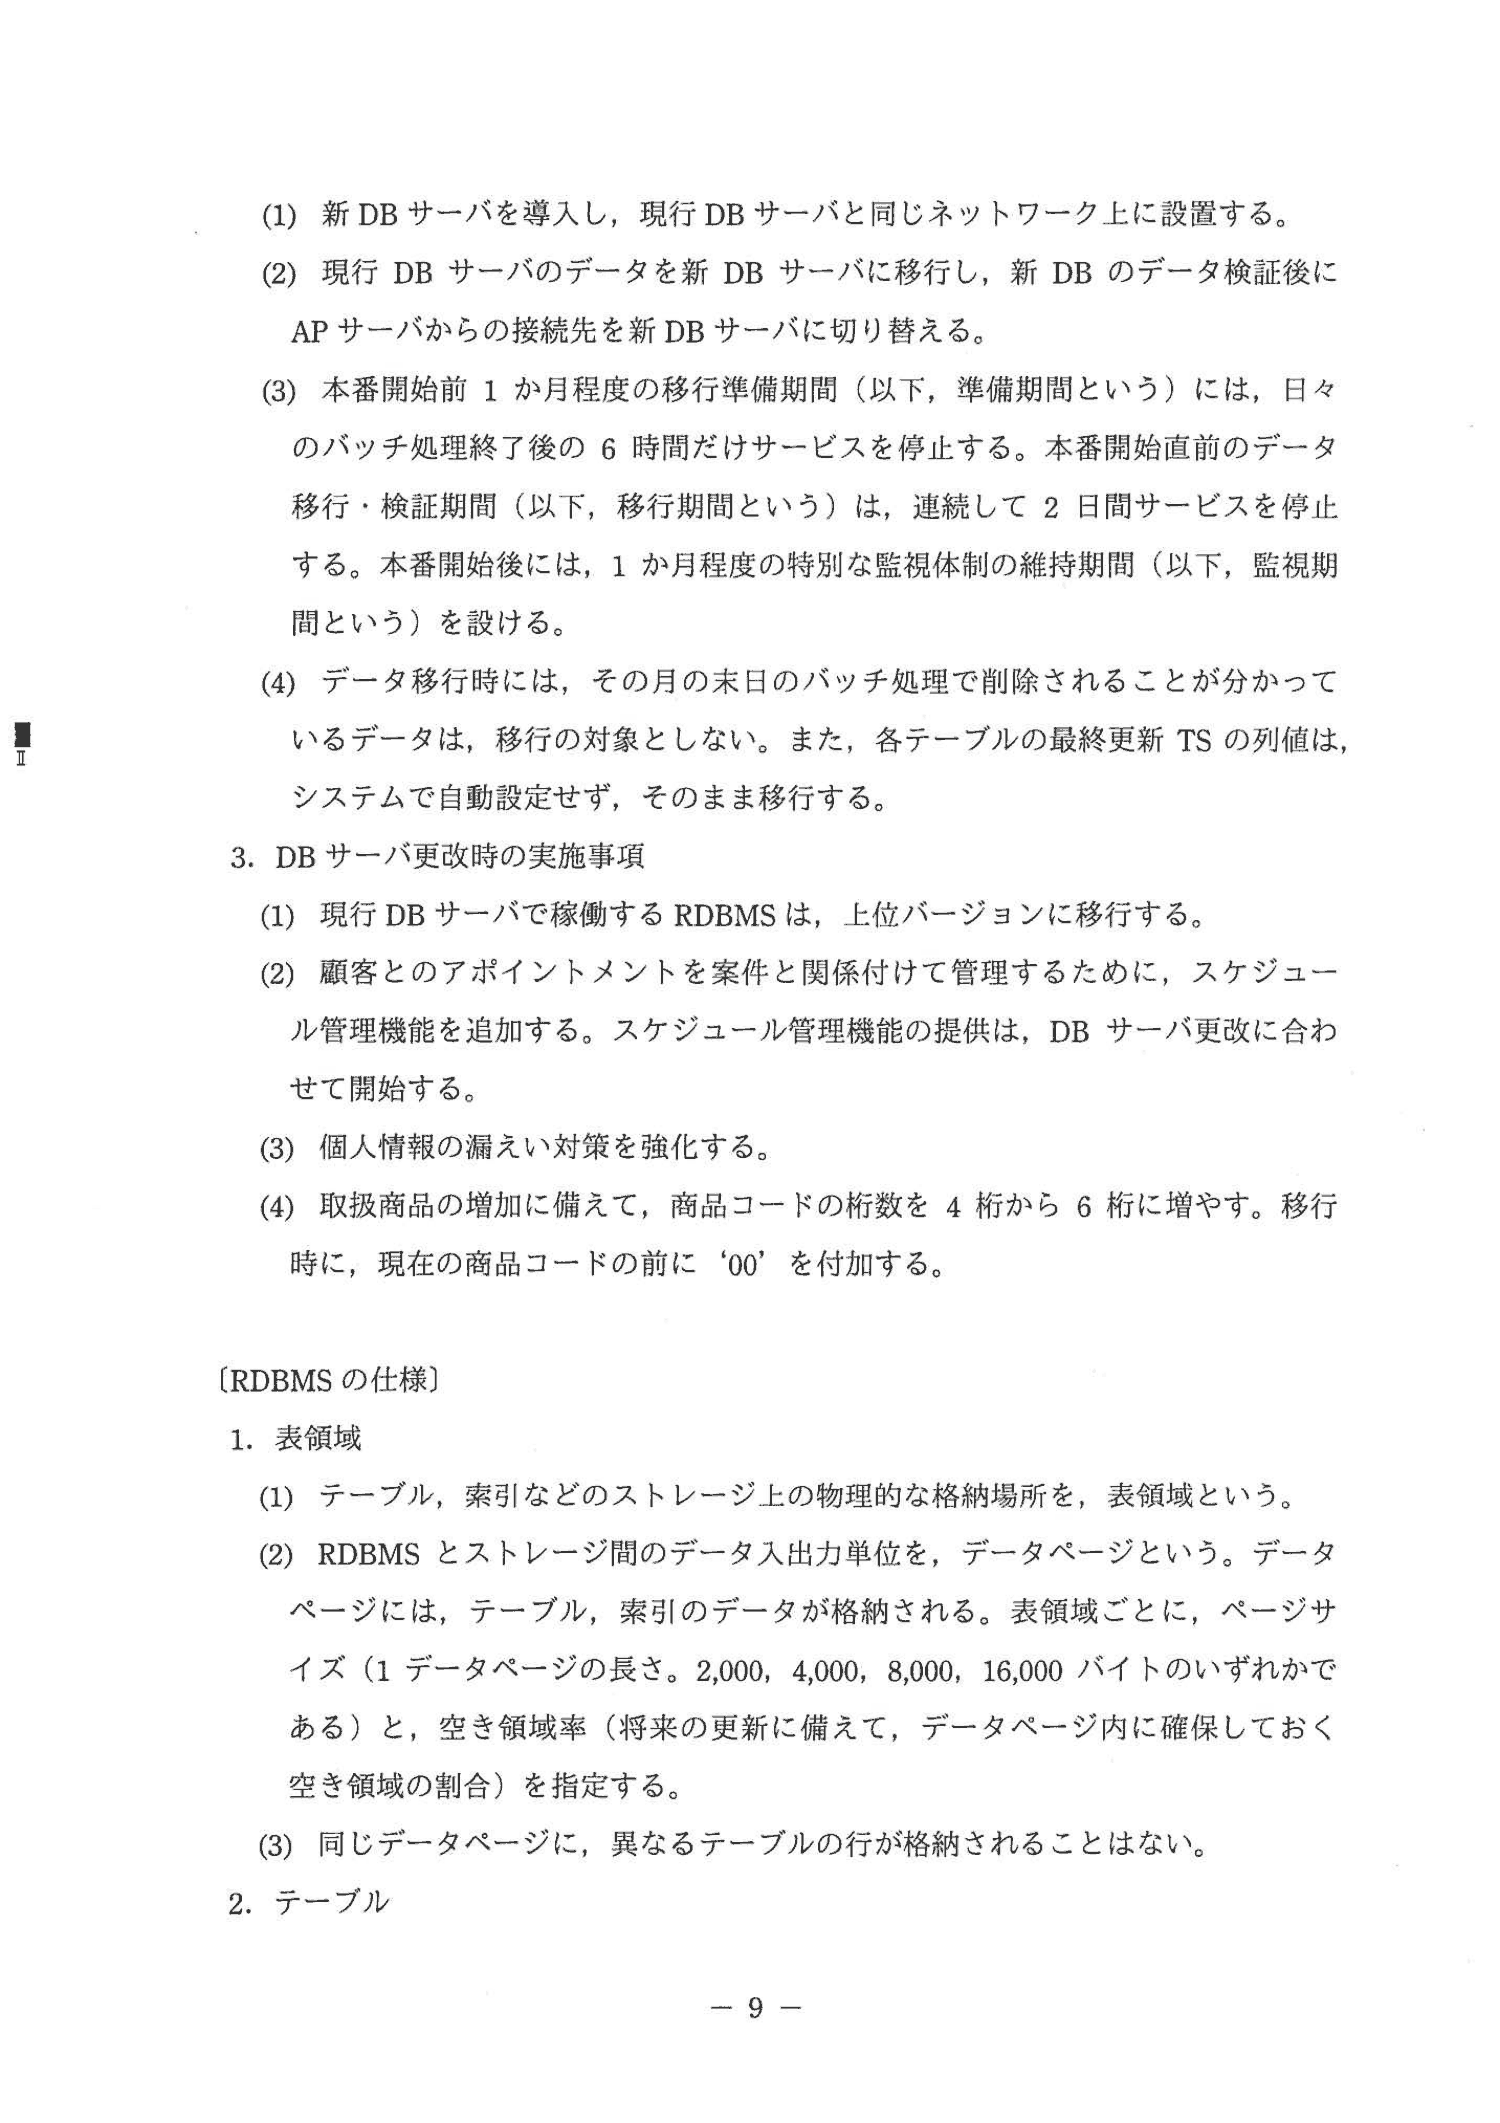 (1) 新 DB サーバを導入し，現行 DB サーバと同じネットワーク上に設置する。
(2) 現行 DB サーバのデータを新 DB サーバに移行し，新 DB のデータ検証後に
AP サーバからの接続先を新 DB サーバに切り替える。
(3) 本番開始前 1 か月程度の移行準備期間（以下，準備期間という）には，日々
のバッチ処理終了後の 6 時間だけサービスを停止する。本番開始直前のデータ
移行・検証期間（以下，移行期間という）は，連続して 2 日間サービスを停止
する。本番開始後には，1 か月程度の特別な監視体制の維持期間（以下，監視期
間という）を設ける。
(4) データ移行時には，その月の末日のバッチ処理で削除されることが分かって
いるデータは，移行の対象としない。また，各テーブルの最終更新 TS の列値は，
システムで自動設定せず，そのまま移行する。
Ⅱ
3. DB サーバ更改時の実施事項
(1) 現行 DB サーバで稼働する RDBMS は，上位バージョンに移行する。
(2) 顧客とのアポイントメントを案件と関係付けて管理するために，スケジュー
ル管理機能を追加する。スケジュール管理機能の提供は，DB サーバ更改に合わ
せて開始する。
(3) 個人情報の漏えい対策を強化する。
(4) 取扱商品の増加に備えて，商品コードの桁数を 4 桁から 6 桁に増やす。移行
時に，現在の商品コードの前に ‘00’ を付加する。
〔RDBMS の仕様〕
1. 表領域
(1) テーブル，索引などのストレージ上の物理的な格納場所を，表領域という。
(2) RDBMS とストレージ間のデータ入出力単位を，データページという。データ
ページには，テーブル，索引のデータが格納される。表領域ごとに，ページサ
イズ（1 データページの長さ。2,000，4,000，8,000，16,000 バイトのいずれかで
ある）と，空き領域率（将来の更新に備えて，データページ内に確保しておく
空き領域の割合）を指定する。
(3) 同じデータページに，異なるテーブルの行が格納されることはない。
2. テーブル
－ 9 －